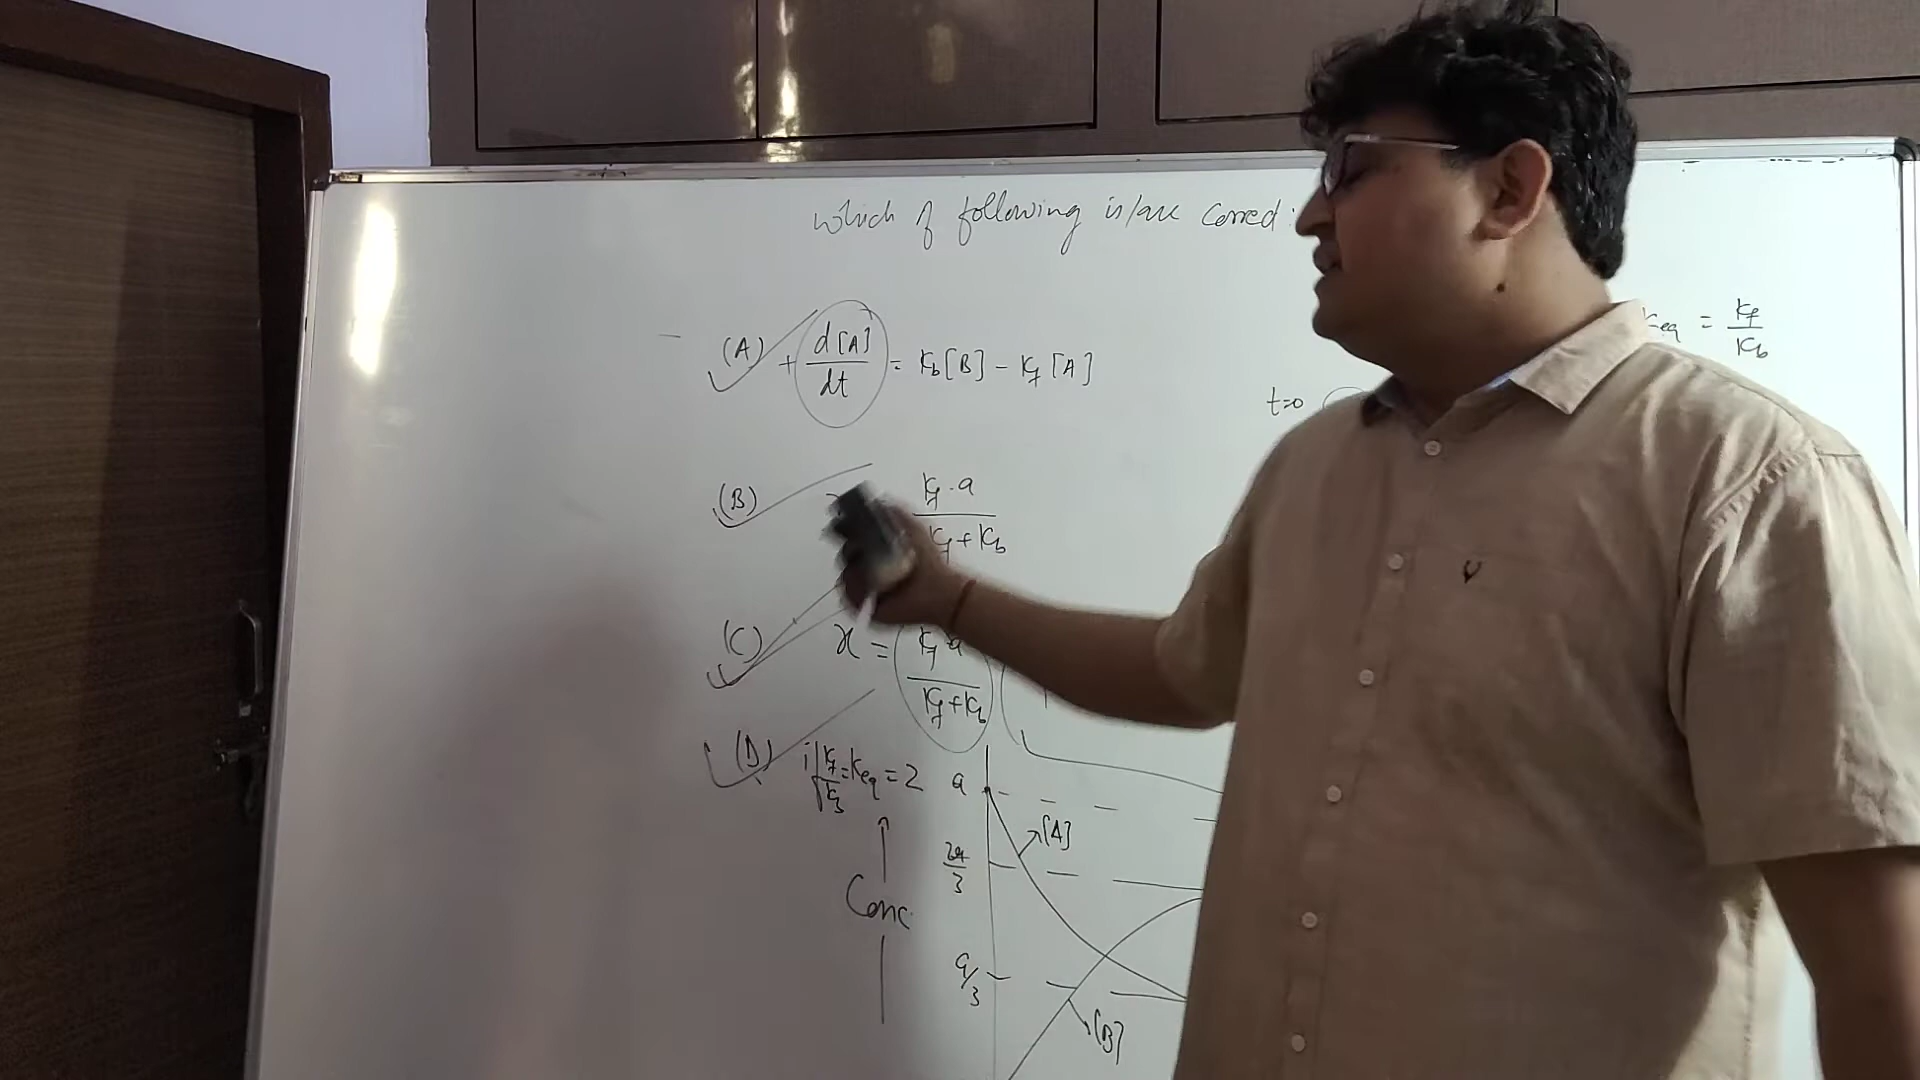 which of following is/are correct :
(A) + d[A]/dt = Kb[B] - Kf[A]
Keq = Kf/Kb
t=0
(B) Kf.a/Kf+Kb
(C) x = Kf.a/Kf+Kb
(D) if Kf/Kb=Keq=2
a
[A]
2a/3
Conc.
a/3
[B]